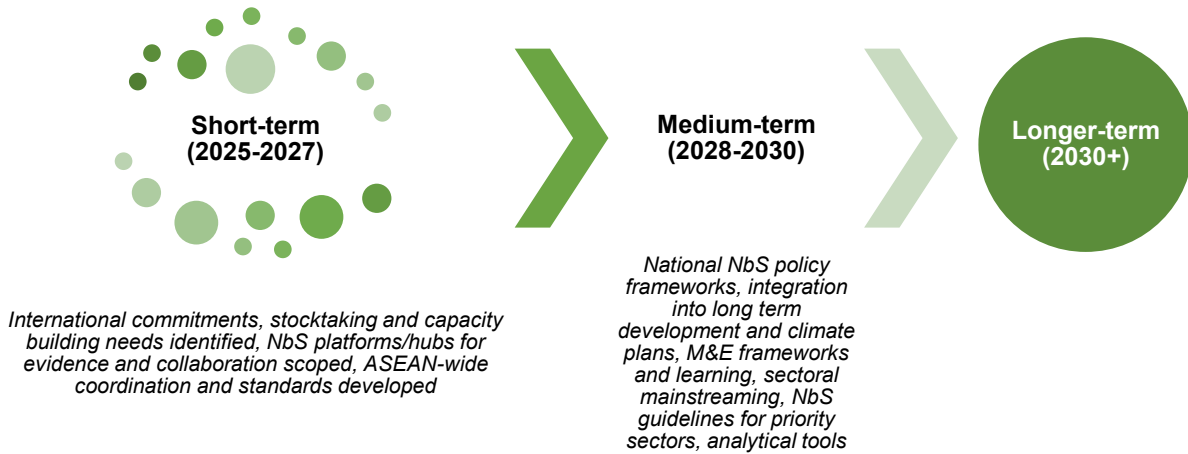 Short-term
(2025-2027)
Medium-term
(2028-2030)
Longer-term
(2030+)
International commitments, stocktaking and capacity
building needs identified, NbS platforms/hubs for
evidence and collaboration scoped, ASEAN-wide
coordination and standards developed
National NbS policy
frameworks, integration
into long term
development and climate
plans, M&E frameworks
and learning, sectoral
mainstreaming, NbS
guidelines for priority
sectors, analytical tools